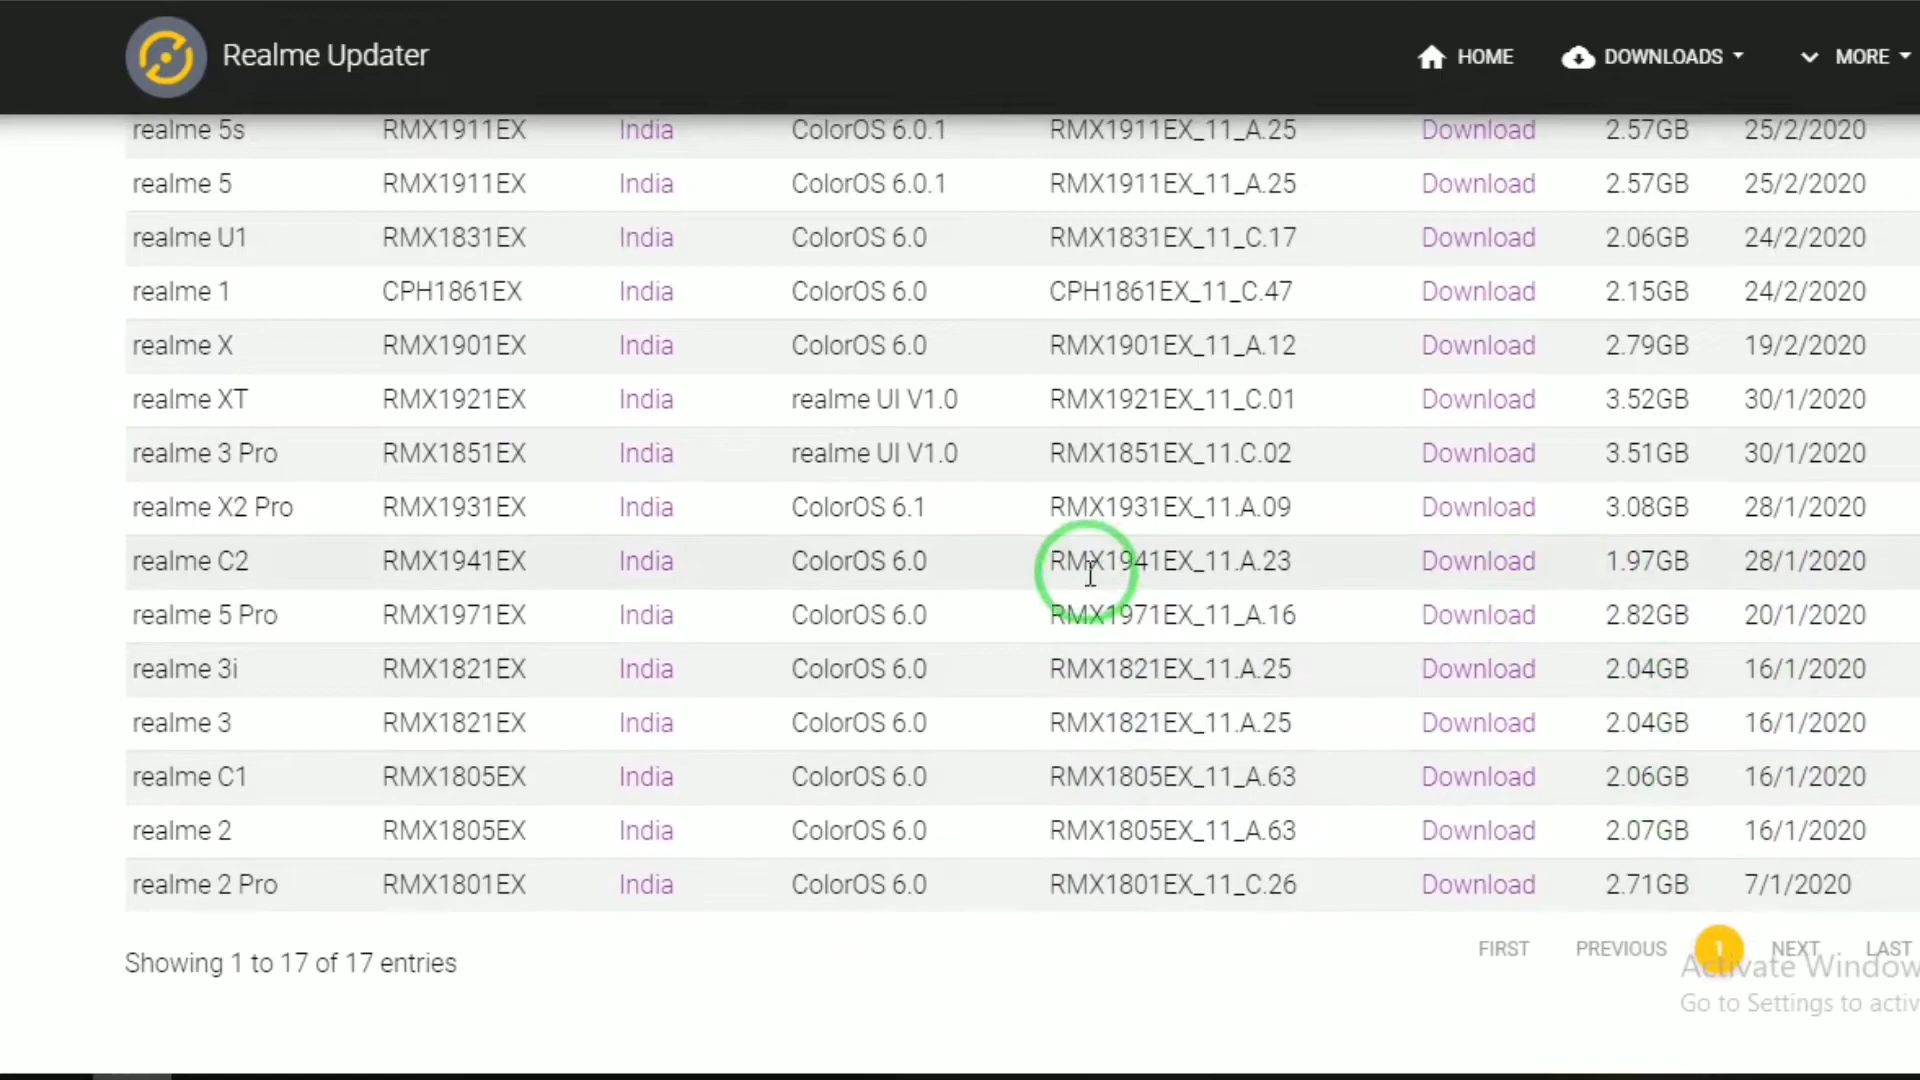 Realme Updater HOME DOWNLOADS MORE
realme 5s RMX1911EX India ColorOS 6.0.1 RMX1911EX_11_A.25 Download 2.57GB 25/2/2020
realme 5 RMX1911EX India ColorOS 6.0.1 RMX1911EX_11_A.25 Download 2.57GB 25/2/2020
realme U1 RMX1831EX India ColorOS 6.0 RMX1831EX_11_C.17 Download 2.06GB 24/2/2020
realme 1 CPH1861EX India ColorOS 6.0 CPH1861EX_11_C.47 Download 2.15GB 24/2/2020
realme X RMX1901EX India ColorOS 6.0 RMX1901EX_11_A.12 Download 2.79GB 19/2/2020
realme XT RMX1921EX India realme UI V1.0 RMX1921EX_11_C.01 Download 3.52GB 30/1/2020
realme 3 Pro RMX1851EX India realme UI V1.0 RMX1851EX_11.C.02 Download 3.51GB 30/1/2020
realme X2 Pro RMX1931EX India ColorOS 6.1 RMX1931EX_11.A.09 Download 3.08GB 28/1/2020
realme C2 RMX1941EX India ColorOS 6.0 RMX1941EX_11.A.23 Download 1.97GB 28/1/2020
realme 5 Pro RMX1971EX India ColorOS 6.0 RMX1971EX_11_A.16 Download 2.82GB 20/1/2020
realme 3i RMX1821EX India ColorOS 6.0 RMX1821EX_11.A.25 Download 2.04GB 16/1/2020
realme 3 RMX1821EX India ColorOS 6.0 RMX1821EX_11.A.25 Download 2.04GB 16/1/2020
realme C1 RMX1805EX India ColorOS 6.0 RMX1805EX_11_A.63 Download 2.06GB 16/1/2020
realme 2 RMX1805EX India ColorOS 6.0 RMX1805EX_11_A.63 Download 2.07GB 16/1/2020
realme 2 Pro RMX1801EX India ColorOS 6.0 RMX1801EX_11_C.26 Download 2.71GB 7/1/2020
Showing 1 to 17 of 17 entries FIRST PREVIOUS 1 NEXT LAST
Activate Window
Go to Settings to activ